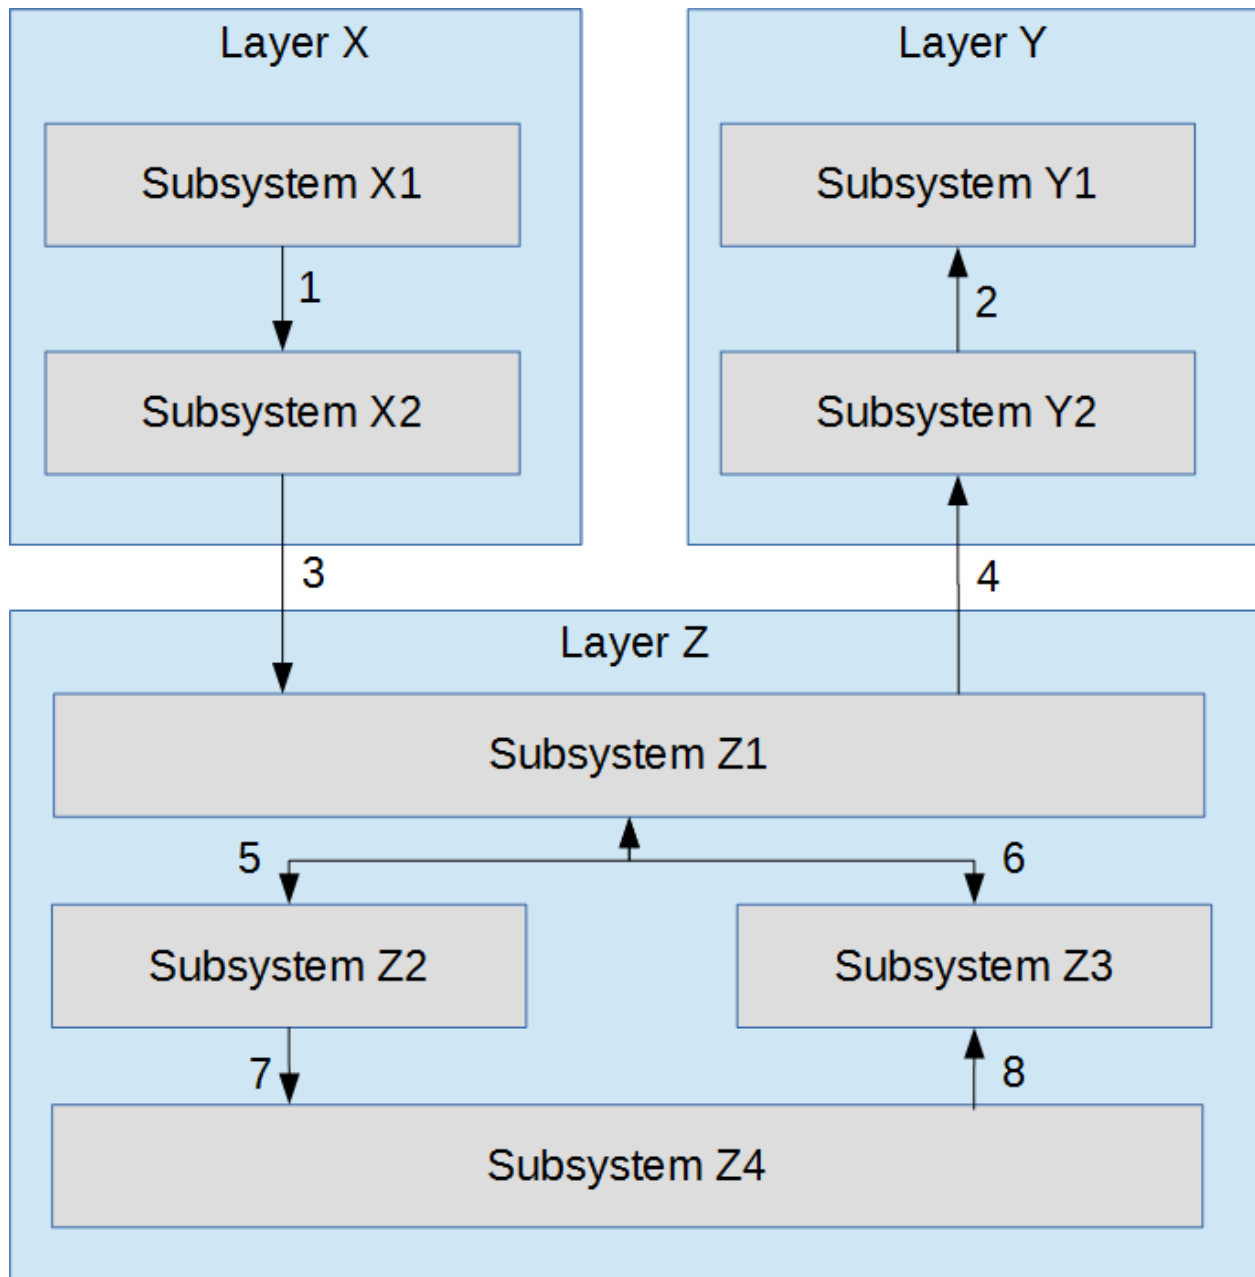 Layer X
Layer Y
Subsystem X1
Subsystem Y1
1
2
Subsystem X2
Subsystem Y2
3
4
Layer Z
Subsystem Z1
5
6
Subsystem Z2
Subsystem Z3
7
8
Subsystem Z4